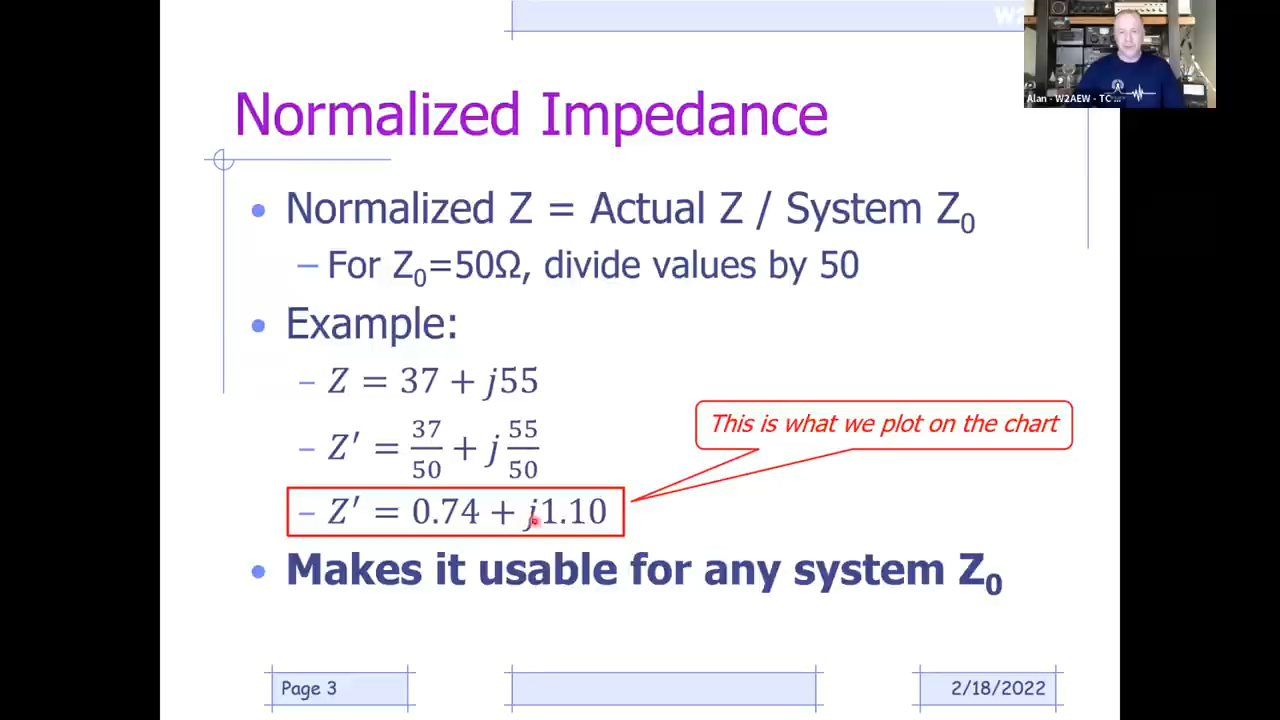 W2
Alan - W2AEW - TC ...
Normalized Impedance
• Normalized Z = Actual Z / System Z₀
– For Z₀=50Ω, divide values by 50
• Example:
– Z = 37 + j55
This is what we plot on the chart
– Z′ = 37/50 + j 55/50
– Z′ = 0.74 + j1.10
• Makes it usable for any system Z₀
Page 3
2/18/2022